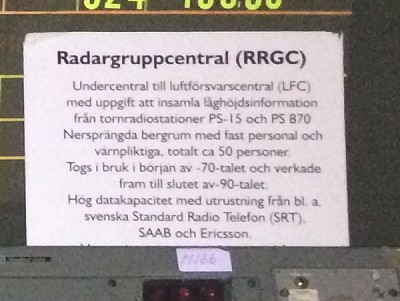 Radargruppcentral (RRGC)
Undercentral till luftförsvarscentral (LFC)
med uppgift att insamla låghöjdsinformation
från tornradiostationer PS-15 och PS 870
Nersprängda bergrum med fast personal och
värnpliktiga, totalt ca 50 personer.
Togs i bruk i början av -70-talet och verkade
fram till slutet av-90-talet.
Hög datakapacitet med utrustning från bl. a.
svenska Standard Radio Telefon (SRT),
SAAB och Ericsson.
M166